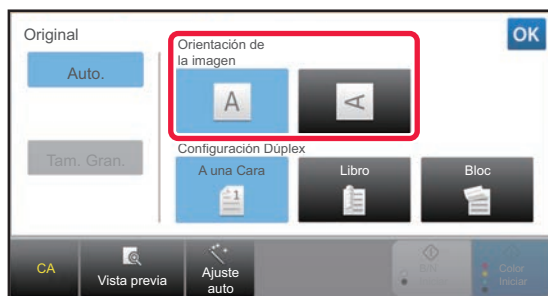 Original
OK
Auto.
Orientación de
la imagen
A
A
Tam. Gran.
Configuración Dúplex
A una Cara
1
Libro
Bloc
CA
Vista previa
Ajuste
auto
B/N
Color
Iniciar